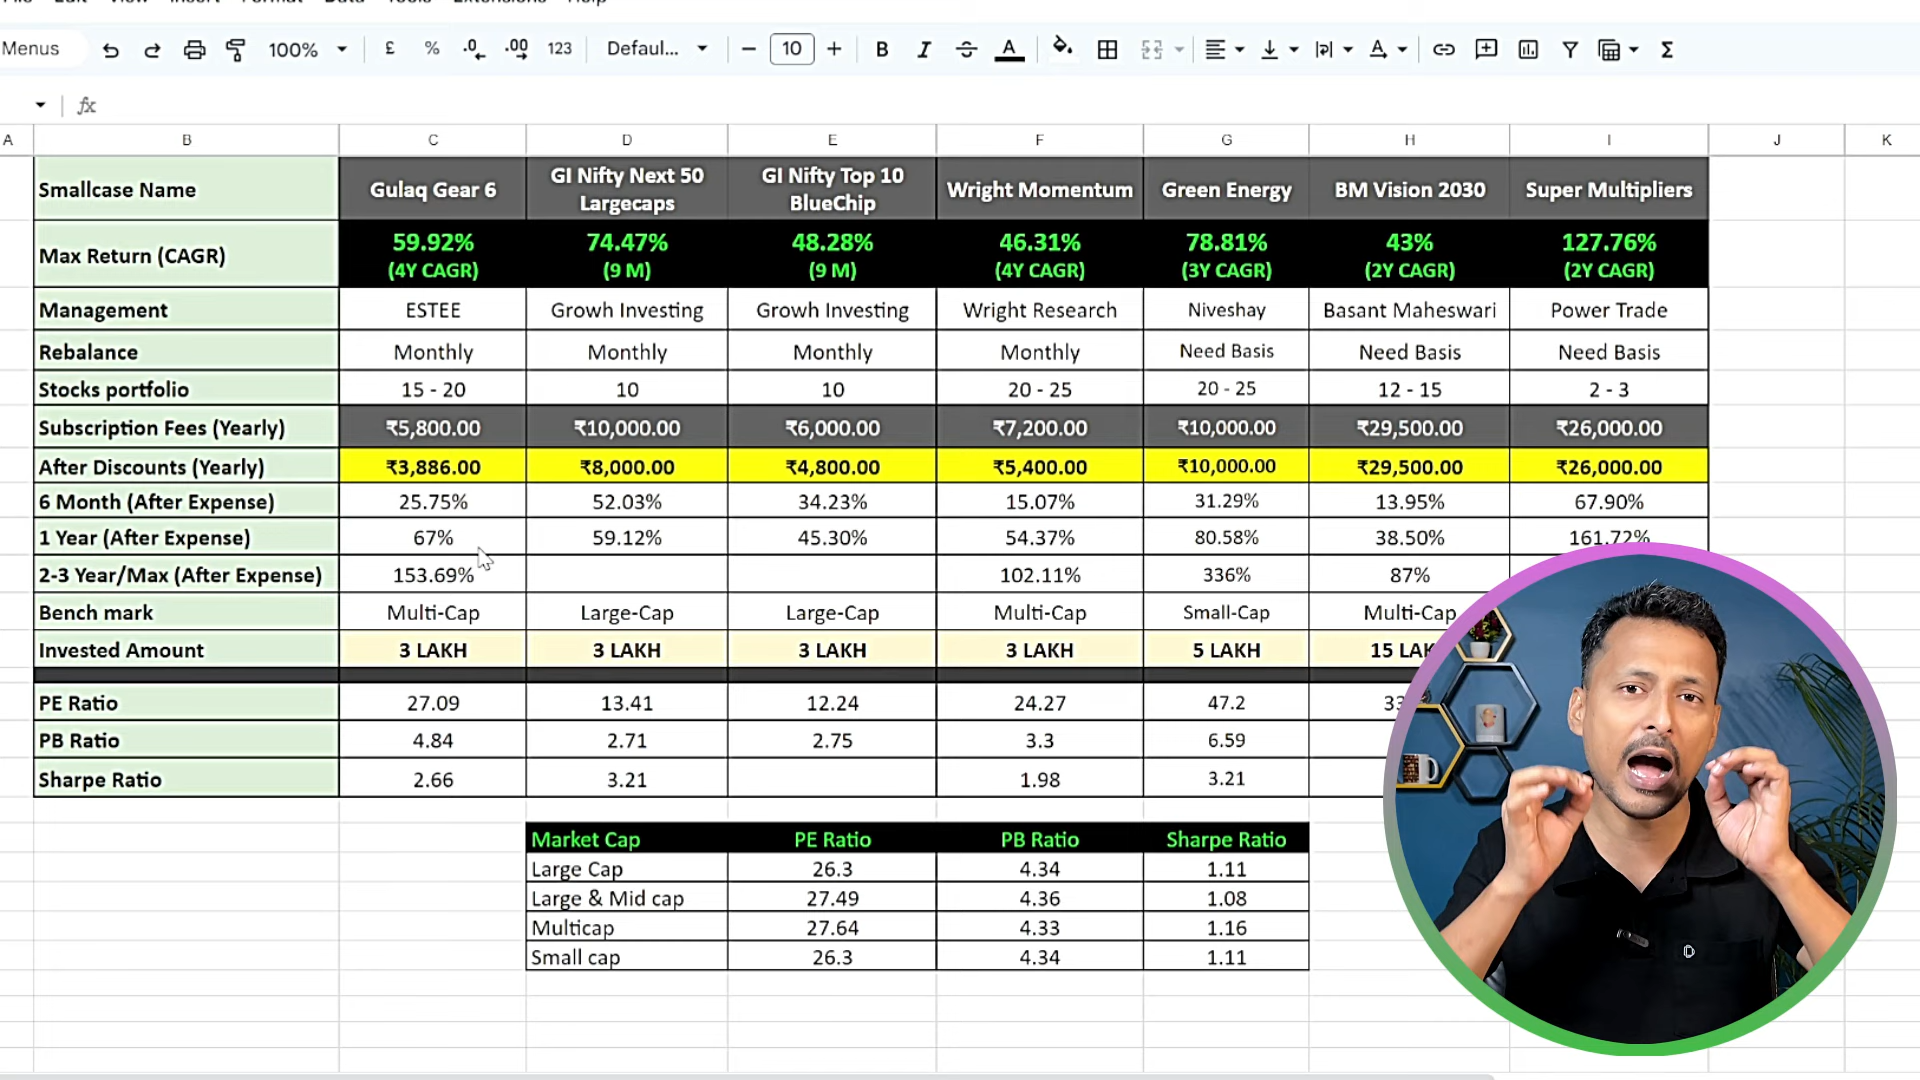 Menus 100% £ % .0 .00 123 Defaul... 10 B I A Σ
fx
A B C D E F G H I J K
Smallcase Name Gulaq Gear 6 GI Nifty Next 50 Largecaps GI Nifty Top 10 BlueChip Wright Momentum Green Energy BM Vision 2030 Super Multipliers
Max Return (CAGR) 59.92% (4Y CAGR) 74.47% (9 M) 48.28% (9 M) 46.31% (4Y CAGR) 78.81% (3Y CAGR) 43% (2Y CAGR) 127.76% (2Y CAGR)
Management ESTEE Growh Investing Growh Investing Wright Research Niveshay Basant Maheswari Power Trade
Rebalance Monthly Monthly Monthly Monthly Need Basis Need Basis Need Basis
Stocks portfolio 15 - 20 10 10 20 - 25 20 - 25 12 - 15 2 - 3
Subscription Fees (Yearly) ₹5,800.00 ₹10,000.00 ₹6,000.00 ₹7,200.00 ₹10,000.00 ₹29,500.00 ₹26,000.00
After Discounts (Yearly) ₹3,886.00 ₹8,000.00 ₹4,800.00 ₹5,400.00 ₹10,000.00 ₹29,500.00 ₹26,000.00
6 Month (After Expense) 25.75% 52.03% 34.23% 15.07% 31.29% 13.95% 67.90%
1 Year (After Expense) 67% 59.12% 45.30% 54.37% 80.58% 38.50% 161.72%
2-3 Year/Max (After Expense) 153.69% 102.11% 336% 87%
Bench mark Multi-Cap Large-Cap Large-Cap Multi-Cap Small-Cap Multi-Cap
Invested Amount 3 LAKH 3 LAKH 3 LAKH 3 LAKH 5 LAKH 15 LAK
PE Ratio 27.09 13.41 12.24 24.27 47.2
PB Ratio 4.84 2.71 2.75 3.3 6.59
Sharpe Ratio 2.66 3.21 1.98 3.21
Market Cap PE Ratio PB Ratio Sharpe Ratio
Large Cap 26.3 4.34 1.11
Large & Mid cap 27.49 4.36 1.08
Multicap 27.64 4.33 1.16
Small cap 26.3 4.34 1.11